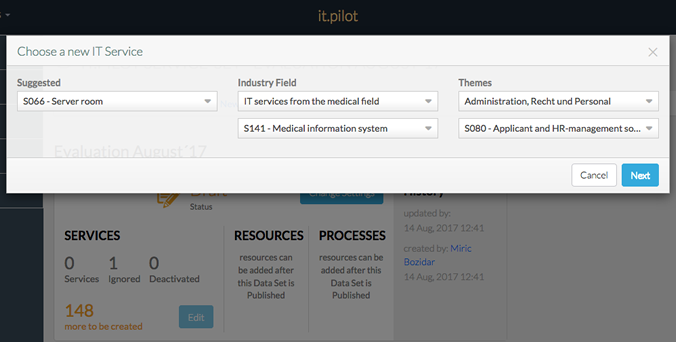 it.pilot
Choose a new IT Service
Suggested
S066 - Server room
Industry Field
IT services from the medical field
S141 - Medical information system
Themes
Administration, Recht und Personal
S080 - Applicant and HR-management so...
Cancel
Next
Evaluation August'17
Draft
Status
Change Settings
SERVICES
0
Services
1
Ignored
0
Deactivated
148
more to be created
Edit
RESOURCES
resources can
be added after
this Data Set is
Published
PROCESSES
resources can be
added after this
Data Set is
Published
History
updated by:
14 Aug, 2017 12:41
created by: Miric
Bozidar
14 Aug, 2017 12:41